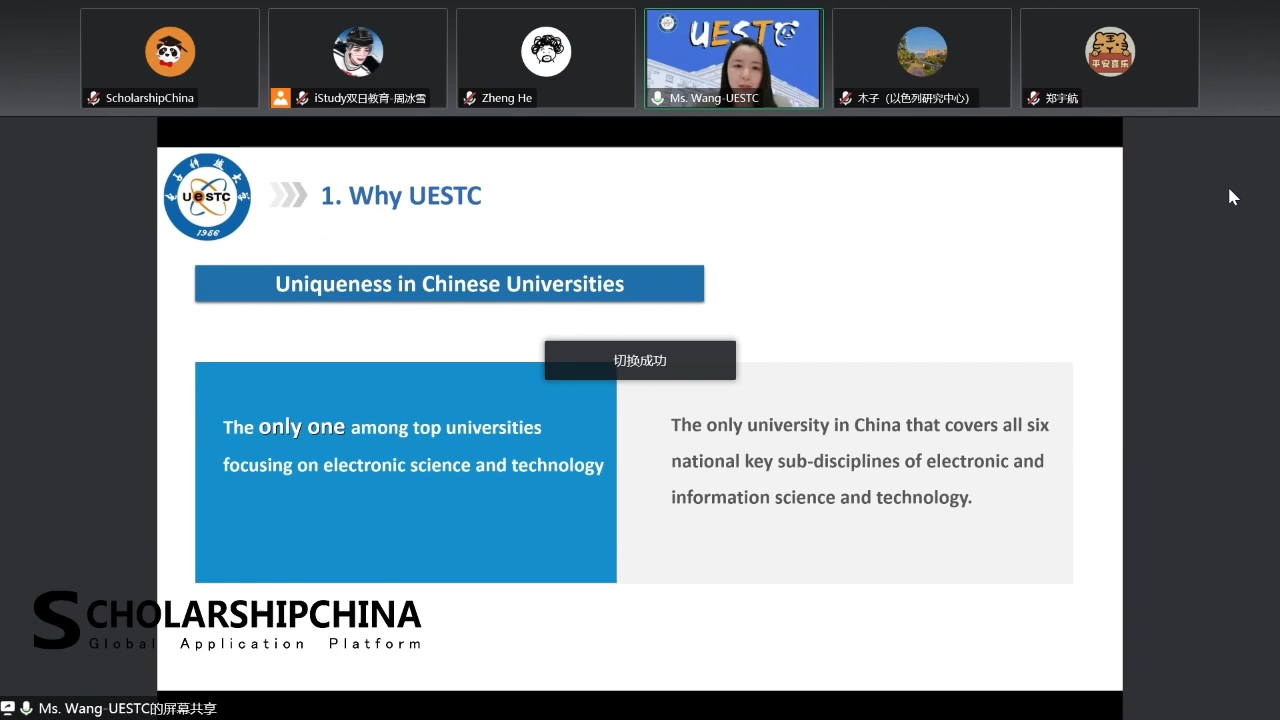 UESTC
平安喜乐
ScholarshipChina
iStudy双日教育-周冰雪
Zheng He
Ms. Wang-UESTC
木子（以色列研究中心）
郑宇航
UeSTC
1956
1. Why UESTC
Uniqueness in Chinese Universities
切换成功
The only one among top universities
focusing on electronic science and technology
The only university in China that covers all six
national key sub-disciplines of electronic and
information science and technology.
SCHOLARSHIPCHINA
Global Application Platform
Ms. Wang-UESTC的屏幕共享